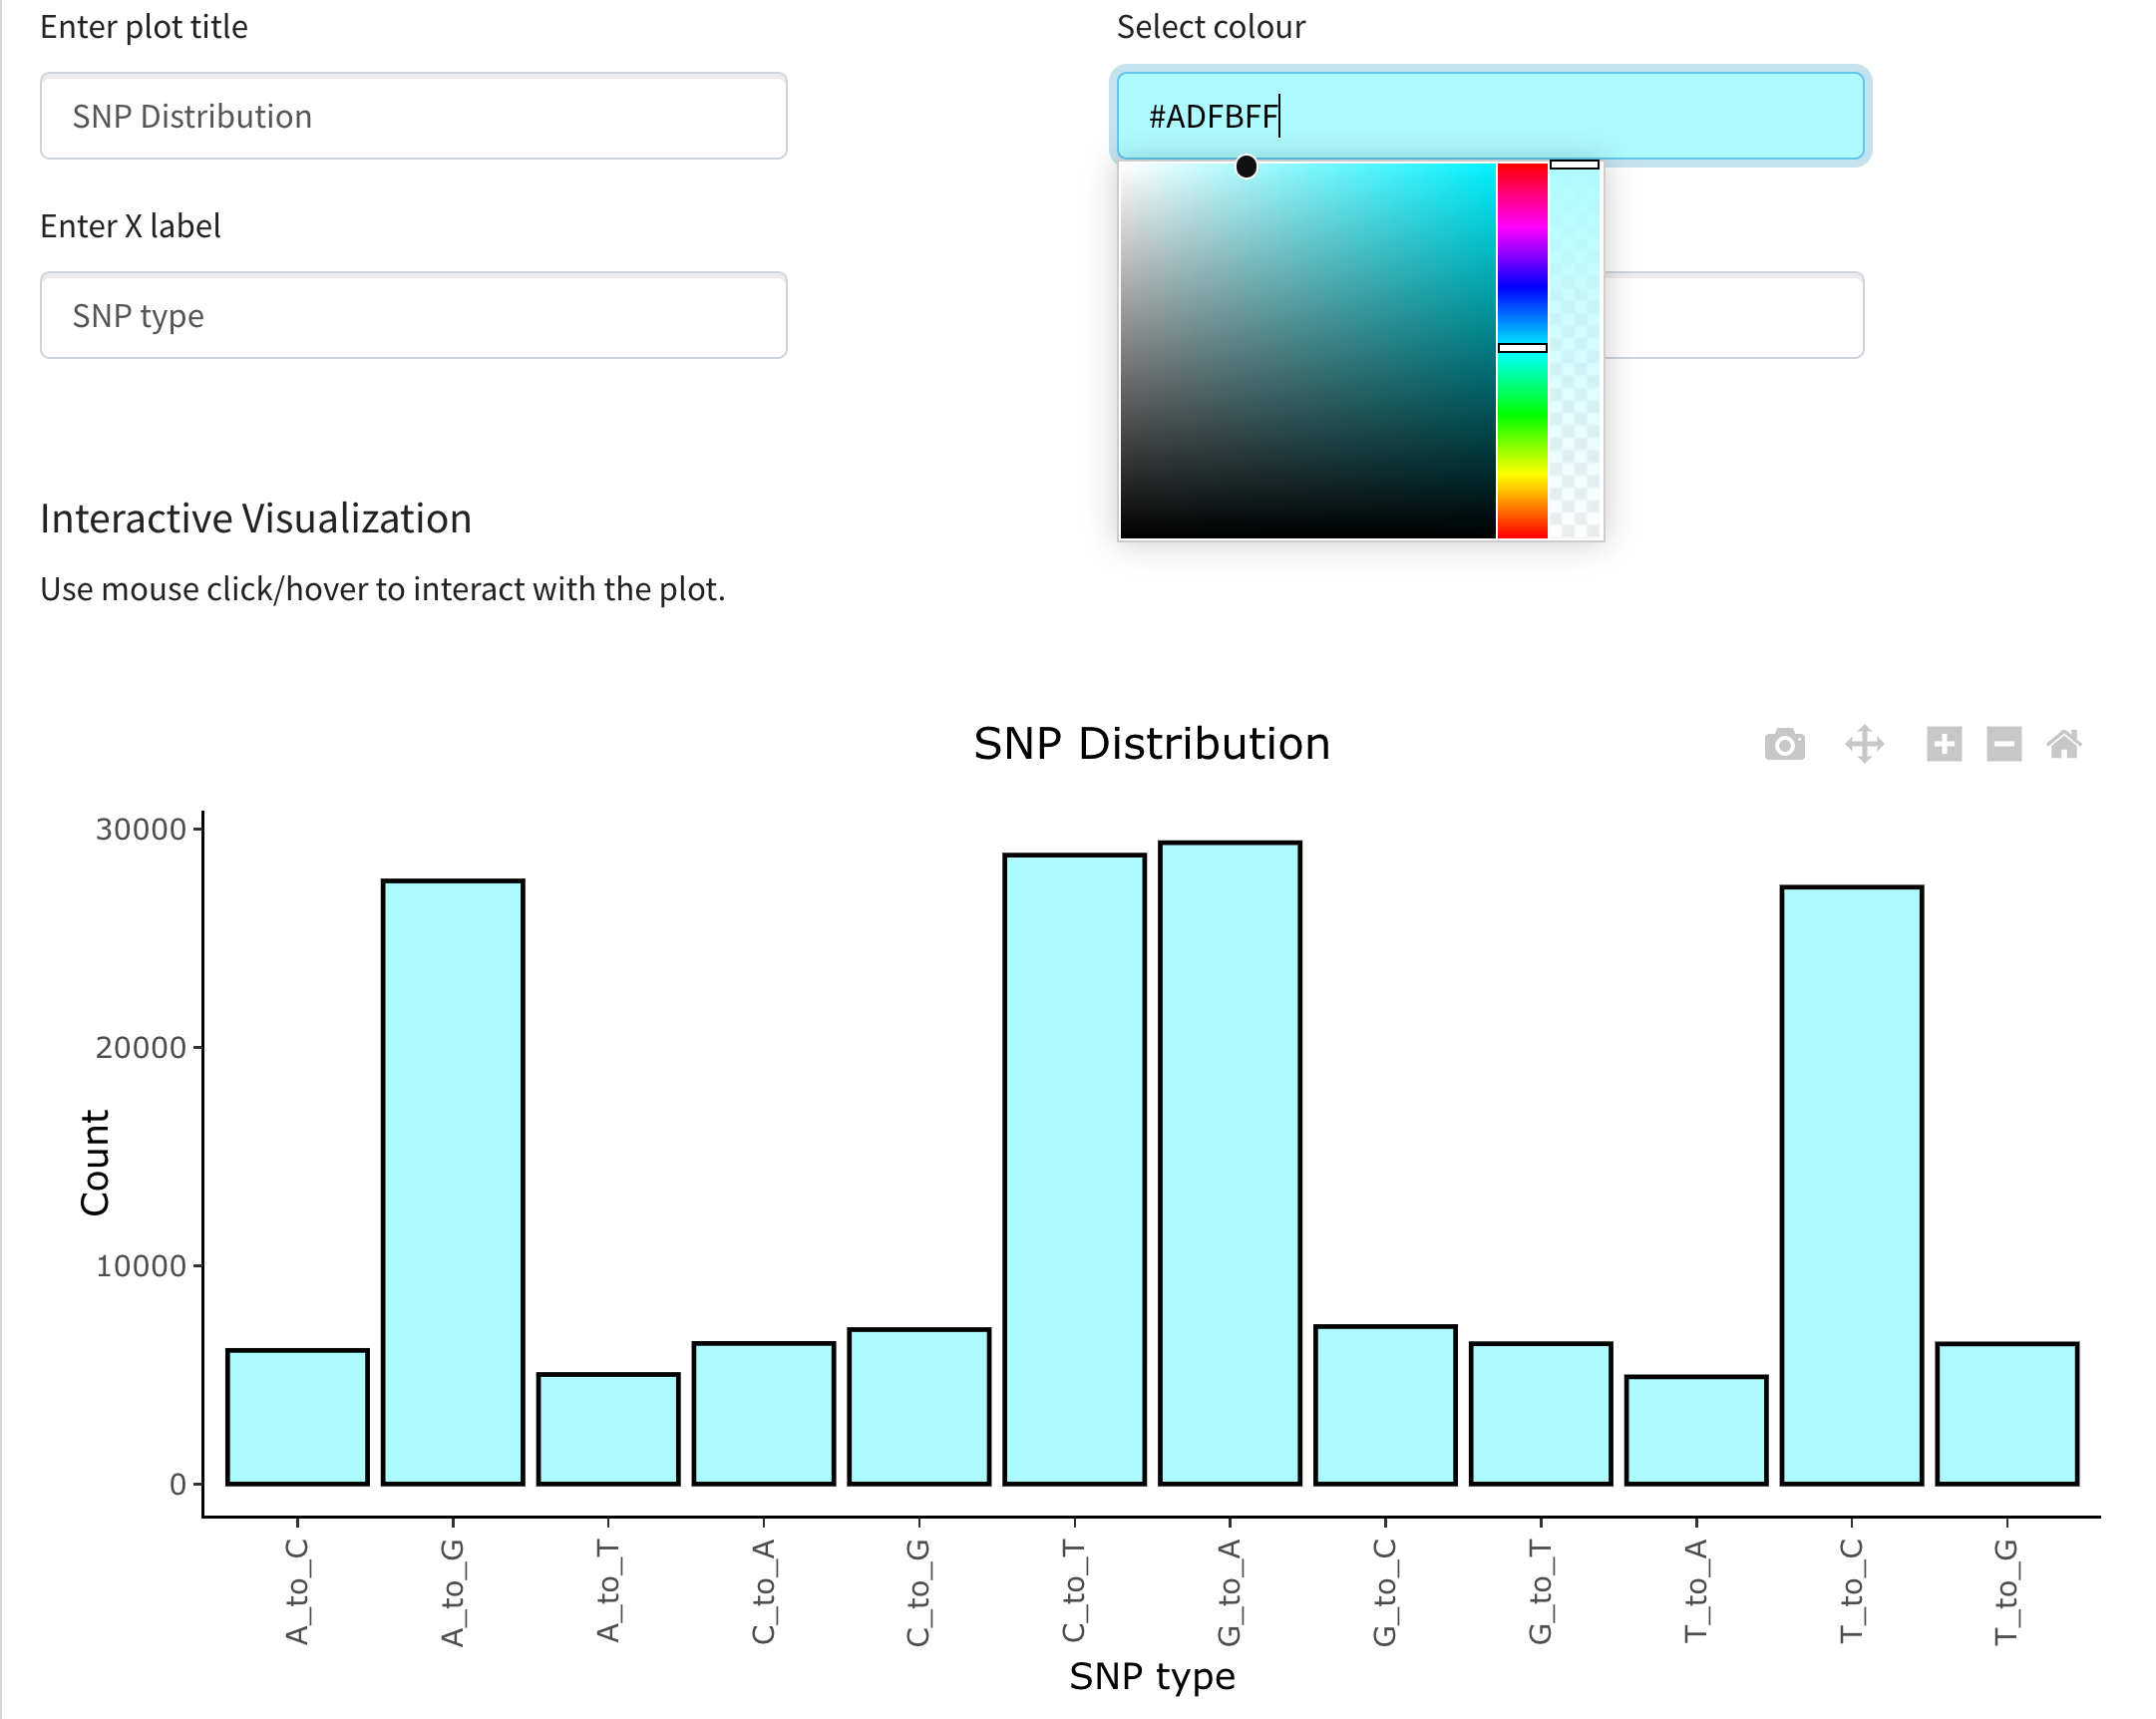 Enter plot title
Select colour
SNP Distribution
#ADFBFF
Enter X label
SNP type
Interactive Visualization
Use mouse click/hover to interact with the plot.
SNP Distribution
30000
20000
10000
0
Count
A_to_C
A_to_G
A_to_T
C_to_A
C_to_G
C_to_T
G_to_A
G_to_C
G_to_T
T_to_A
T_to_C
T_to_G
SNP type